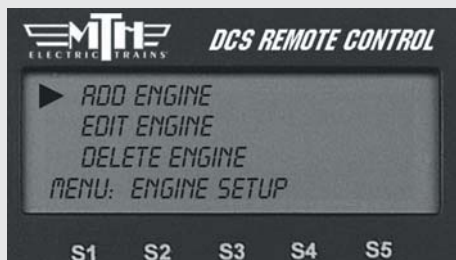 MTH DCS REMOTE CONTROL
ELECTRIC TRAINS
ADD ENGINE
EDIT ENGINE
DELETE ENGINE
MENU: ENGINE SETUP
S1 S2 S3 S4 S5